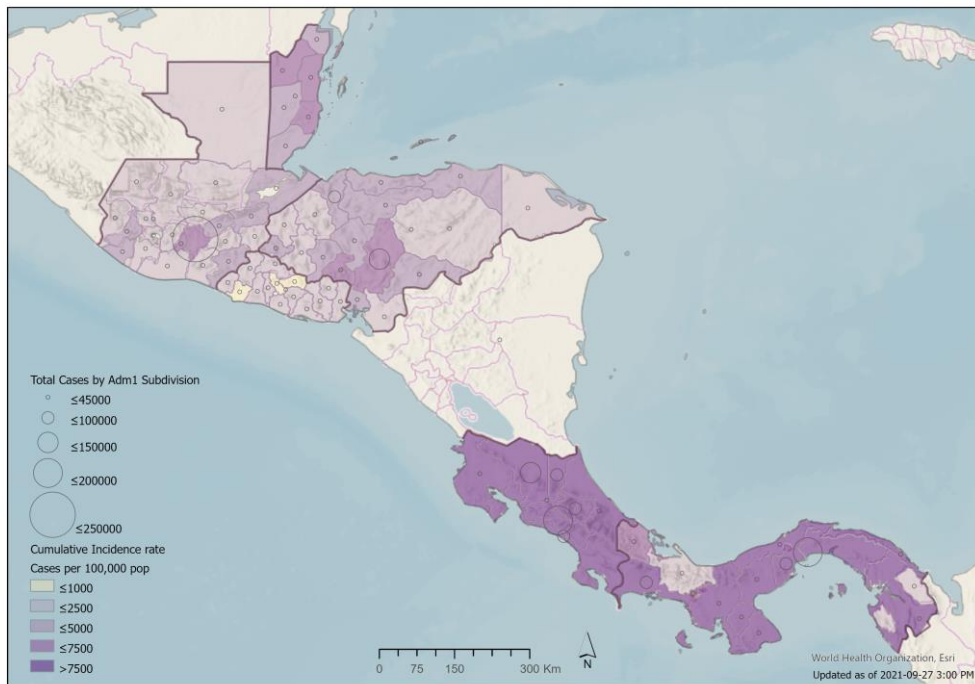 Total Cases by Adm1 Subdivision
≤45000
≤100000
≤150000
≤200000
≤250000
Cumulative Incidence rate
Cases per 100,000 pop
≤1000
≤2500
≤5000
≤7500
>7500
0 75 150 300 Km
N
World Health Organization, Esri
Updated as of 2021-09-27 3:00 PM